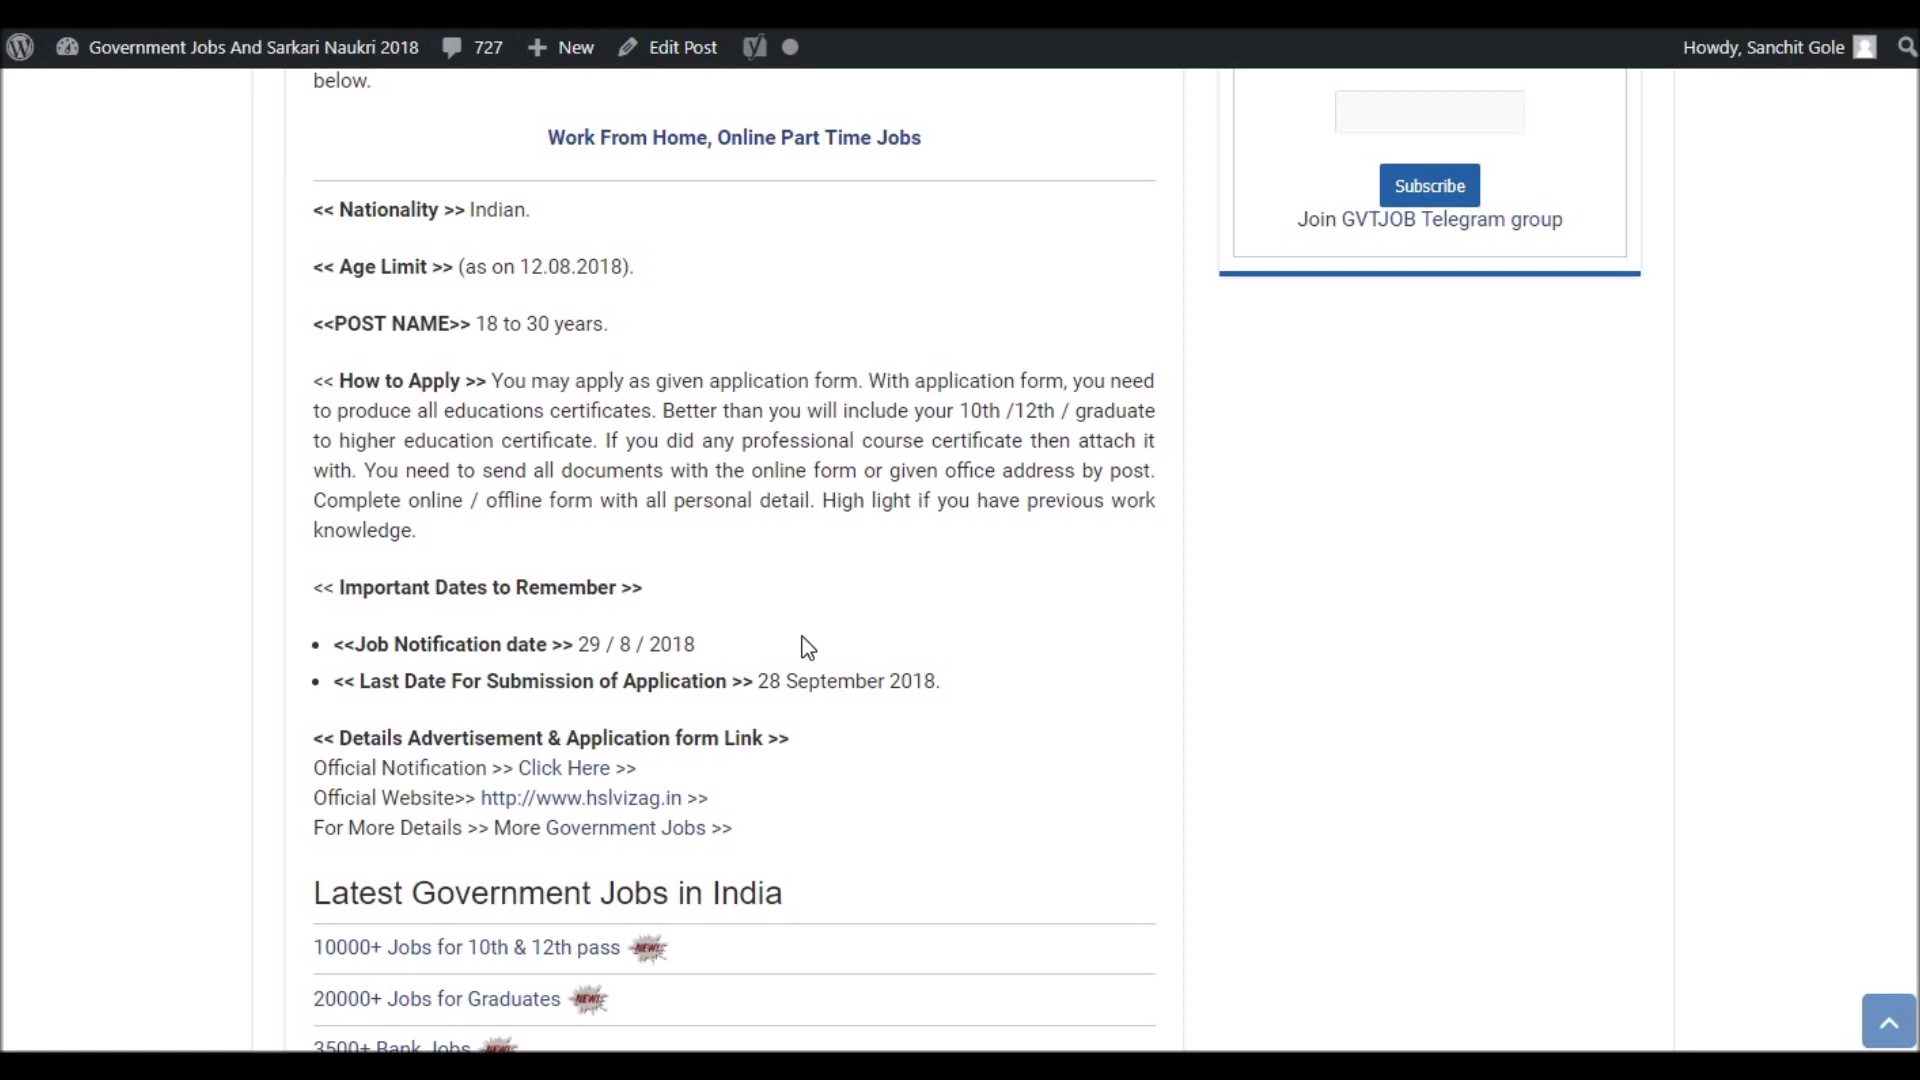 Government Jobs And Sarkari Naukri 2018 727 New Edit Post Howdy, Sanchit Gole
below.
Work From Home, Online Part Time Jobs
<< Nationality >> Indian.
<< Age Limit >> (as on 12.08.2018).
<<POST NAME>> 18 to 30 years.
<< How to Apply >> You may apply as given application form. With application form, you need
to produce all educations certificates. Better than you will include your 10th /12th / graduate
to higher education certificate. If you did any professional course certificate then attach it
with. You need to send all documents with the online form or given office address by post.
Complete online / offline form with all personal detail. High light if you have previous work
knowledge.
<< Important Dates to Remember >>
• <<Job Notification date >> 29 / 8 / 2018
• << Last Date For Submission of Application >> 28 September 2018.
<< Details Advertisement & Application form Link >>
Official Notification >> Click Here >>
Official Website>> http://www.hslvizag.in >>
For More Details >> More Government Jobs >>
Latest Government Jobs in India
10000+ Jobs for 10th & 12th pass NEW!
20000+ Jobs for Graduates NEW!
3500+ Bank Jobs NEW!
Subscribe
Join GVTJOB Telegram group